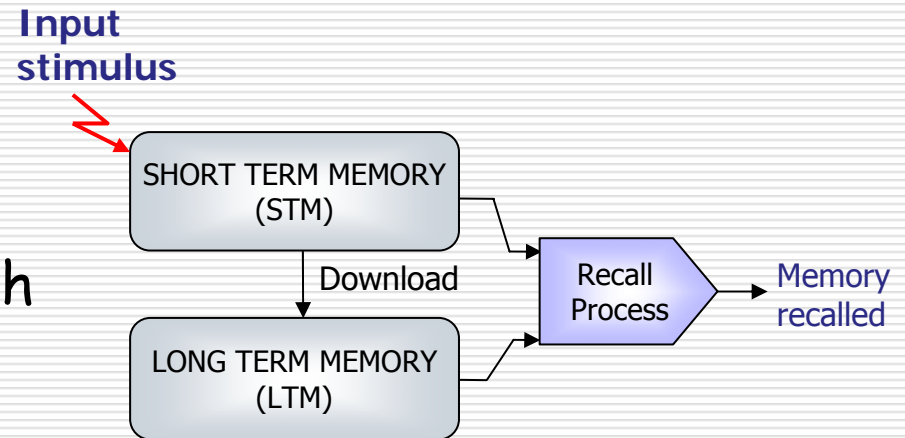 Input
stimulus
SHORT TERM MEMORY
(STM)
h
Download
Recall
Process
Memory
recalled
LONG TERM MEMORY
(LTM)